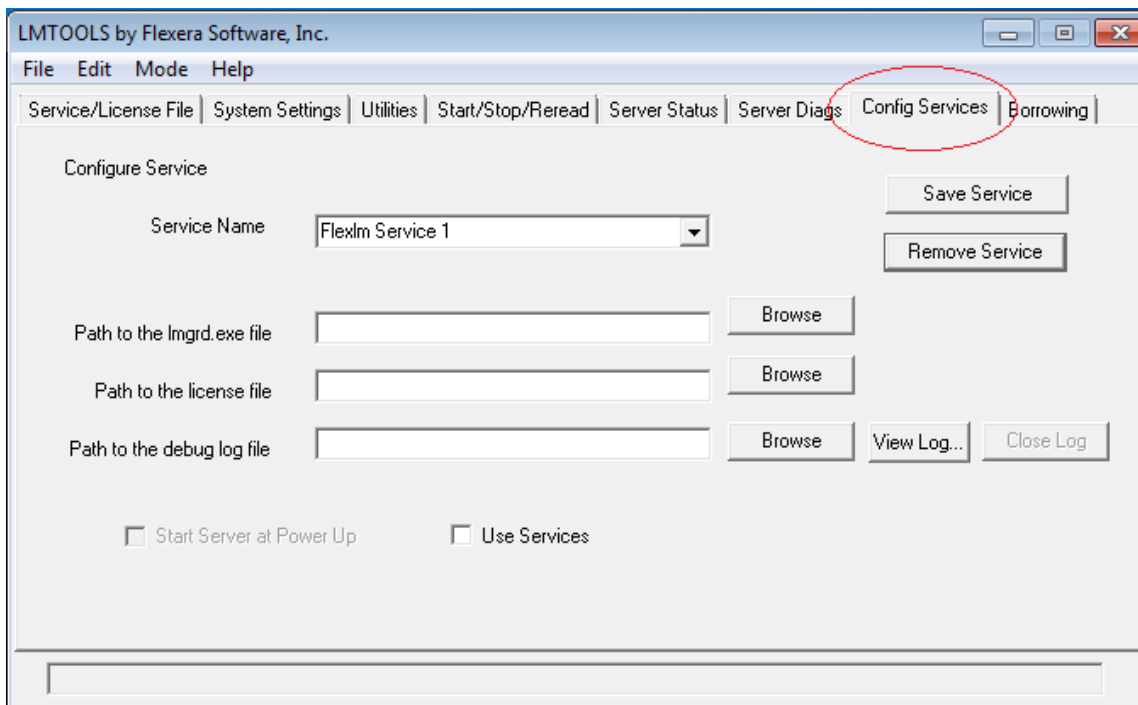 LMTOOLS by Flexera Software, Inc.
File Edit Mode Help
Service/License File System Settings Utilities Start/Stop/Reread Server Status Server Diags Config Services Borrowing
Configure Service
Save Service
Service Name Flexlm Service 1
Remove Service
Path to the lmgrd.exe file Browse
Path to the license file Browse
Path to the debug log file Browse View Log... Close Log
Start Server at Power Up Use Services